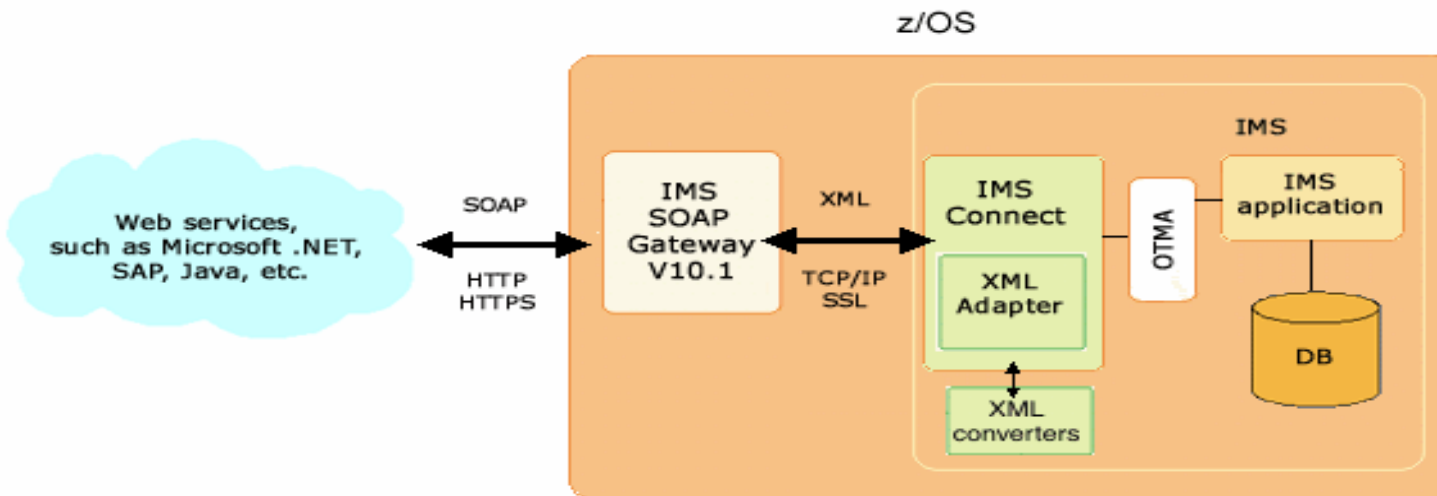 z/OS
Web services,
such as Microsoft .NET,
SAP, Java, etc.
SOAP
HTTP
HTTPS
IMS
SOAP
Gateway
V10.1
XML
TCP/IP
SSL
IMS
Connect
XML
Adapter
XML
converters
OTMA
IMS
IMS
application
DB